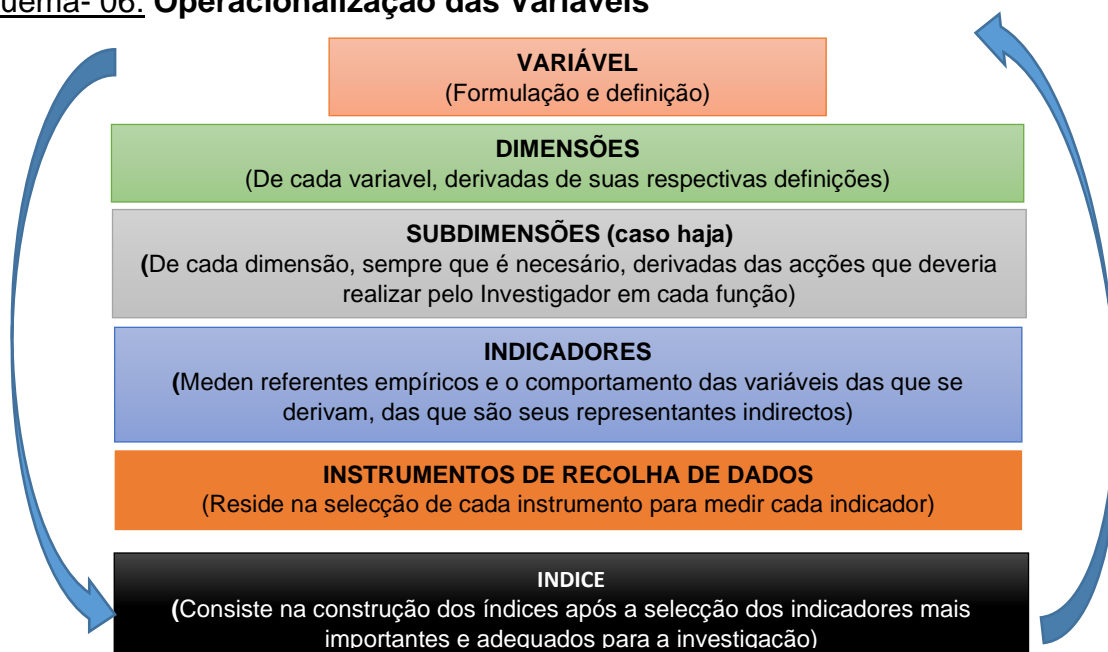 uema- 06: Operacionalização das Variáveis
VARIÁVEL
(Formulação e definição)
DIMENSÕES
(De cada variavel, derivadas de suas respectivas definições)
SUBDIMENSÕES (caso haja)
(De cada dimensão, sempre que é necesário, derivadas das acções que deveria
realizar pelo Investigador em cada função)
INDICADORES
(Meden referentes empíricos e o comportamento das variáveis das que se
derivam, das que são seus representantes indirectos)
INSTRUMENTOS DE RECOLHA DE DADOS
(Reside na selecção de cada instrumento para medir cada indicador)
INDICE
(Consiste na construção dos índices após a selecção dos indicadores mais
importantes e adequados para a investigação)